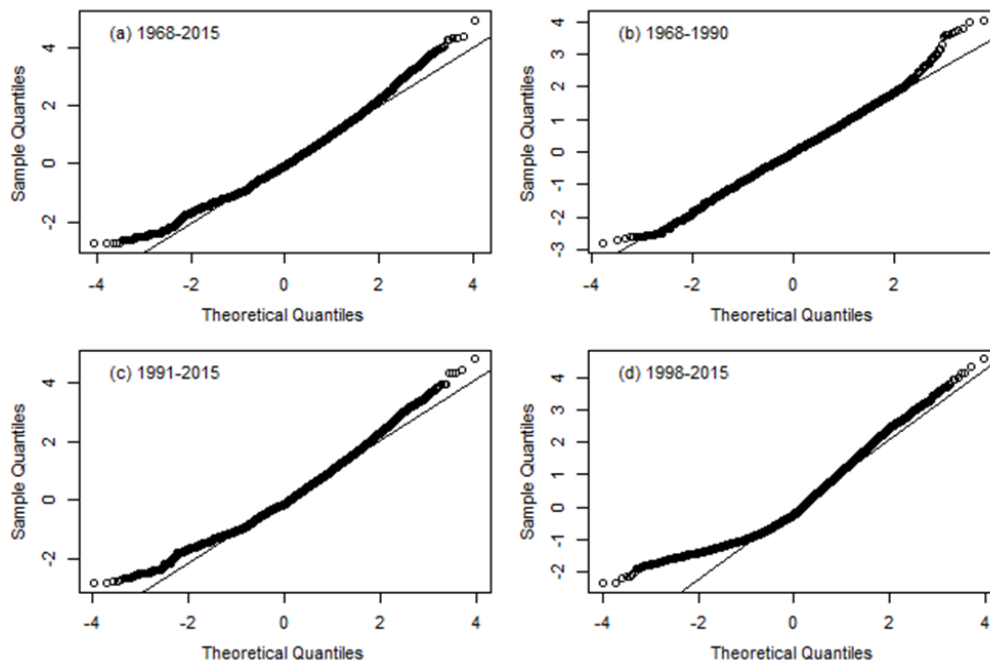 (a) 1968-2015
Sample Quantiles
4
2
0
-2
-4 -2 0 2 4
Theoretical Quantiles
(b) 1968-1990
Sample Quantiles
4
3
2
1
0
-1
-2
-3
-4 -2 0 2
Theoretical Quantiles
(c) 1991-2015
Sample Quantiles
4
2
0
-2
-4 -2 0 2 4
Theoretical Quantiles
(d) 1998-2015
Sample Quantiles
4
3
2
1
0
-1
-2
-4 -2 0 2 4
Theoretical Quantiles